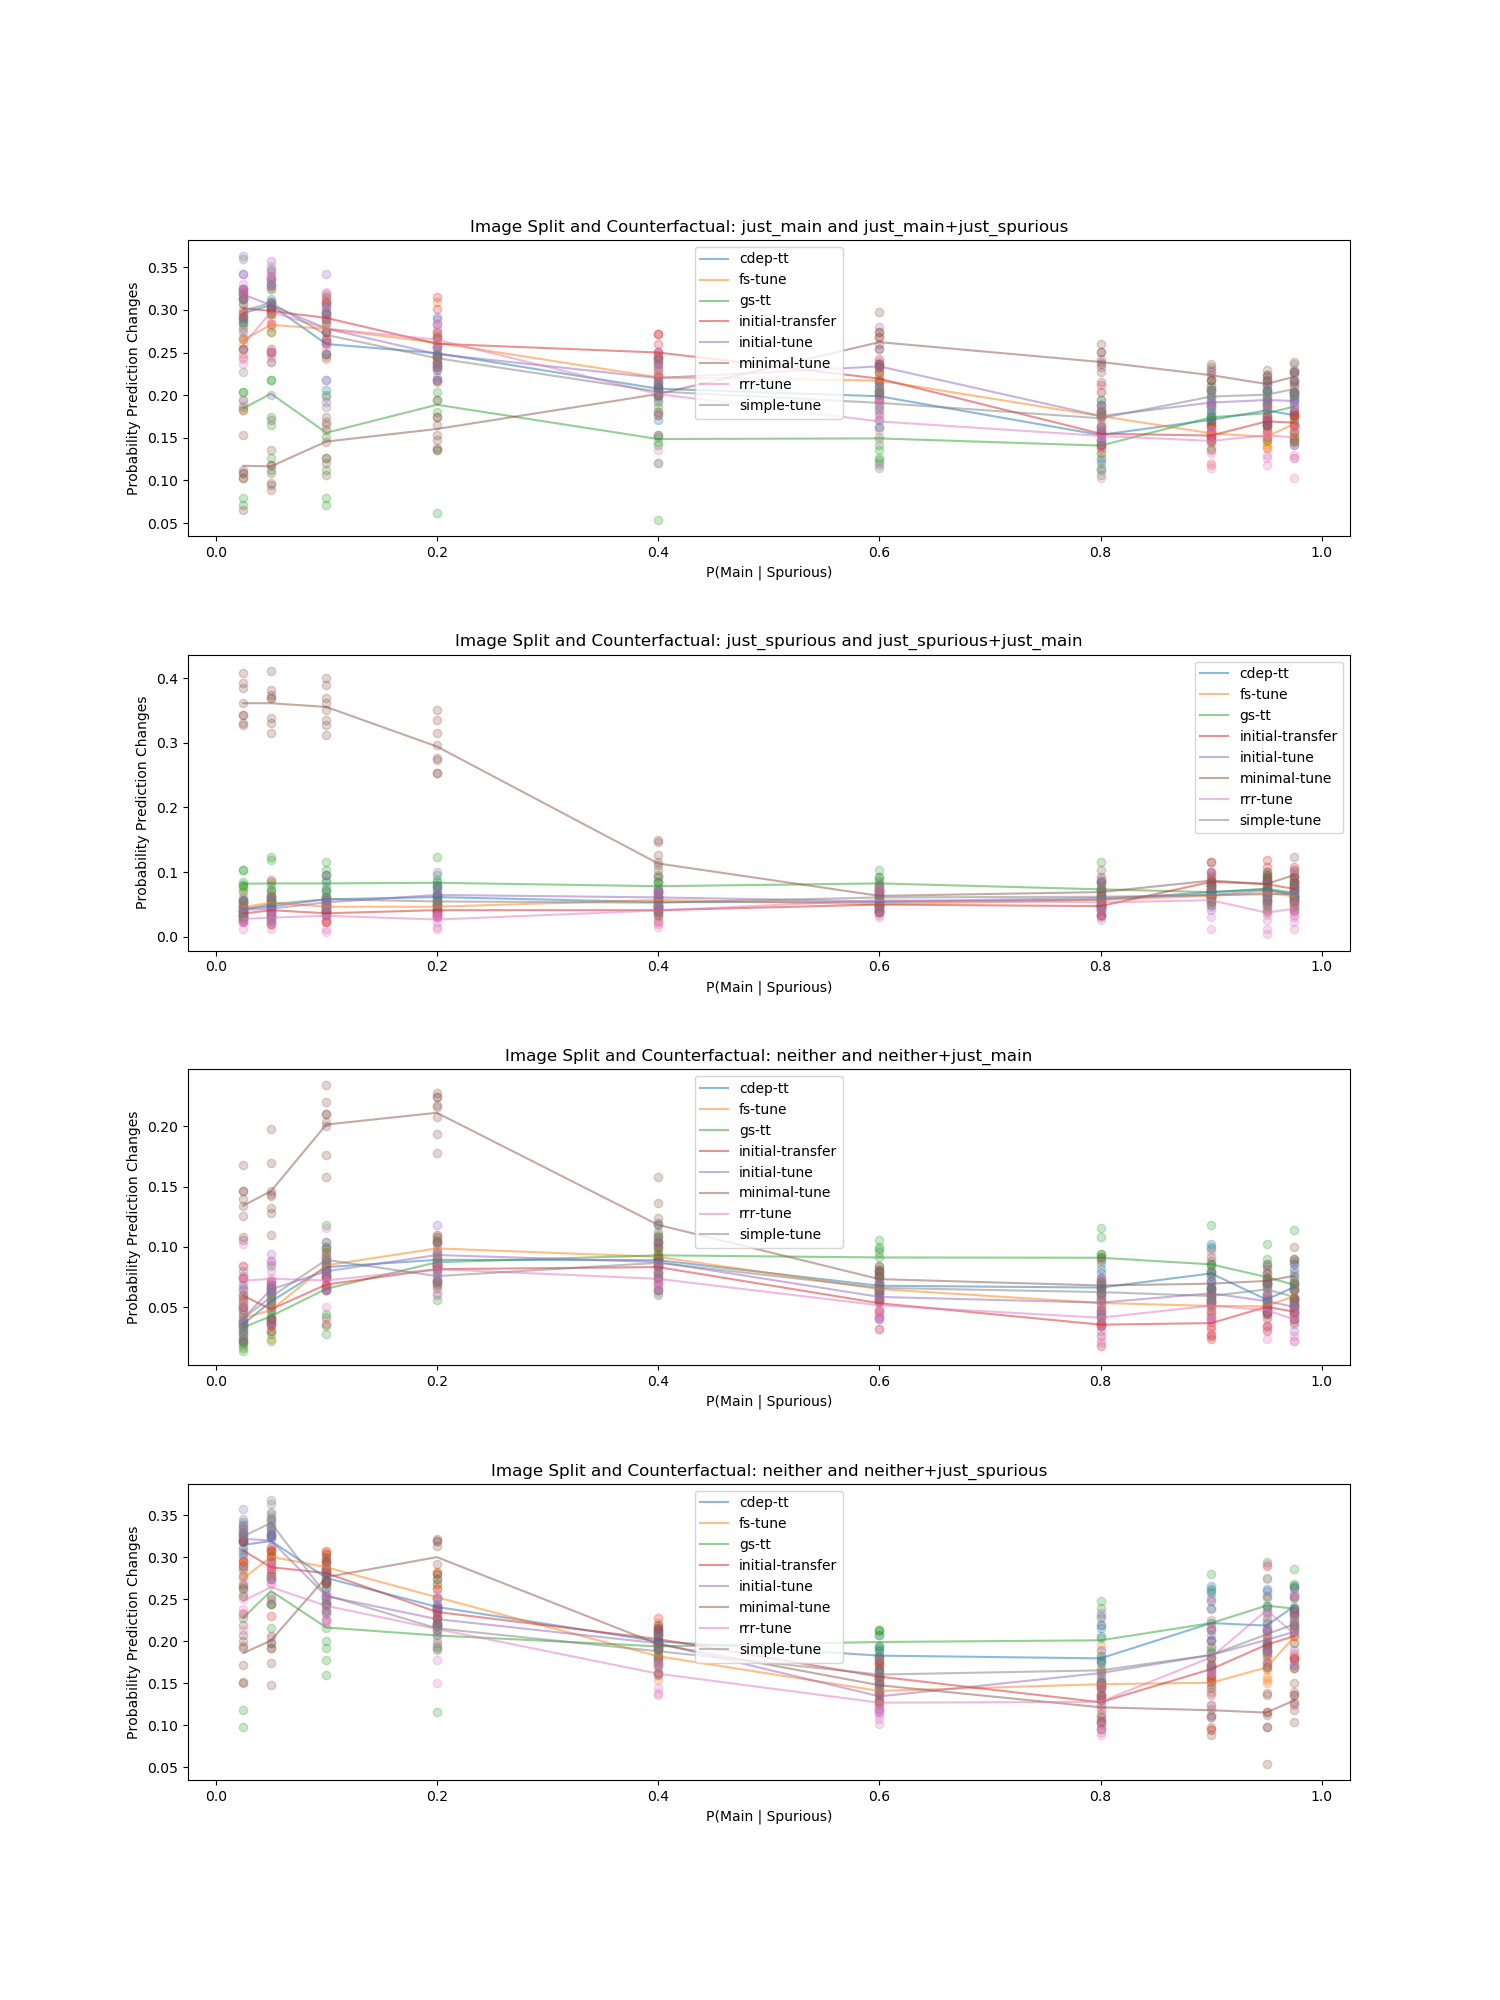 Image Split and Counterfactual: just_main and just_main+just_spurious
Probability Prediction Changes
0.35
0.30
0.25
0.20
0.15
0.10
0.05
cdep-tt
fs-tune
gs-tt
initial-transfer
initial-tune
minimal-tune
rrr-tune
simple-tune
0.0 0.2 0.4 0.6 0.8 1.0
P(Main | Spurious)
Image Split and Counterfactual: just_spurious and just_spurious+just_main
Probability Prediction Changes
0.4
0.3
0.2
0.1
0.0
cdep-tt
fs-tune
gs-tt
initial-transfer
initial-tune
minimal-tune
rrr-tune
simple-tune
0.0 0.2 0.4 0.6 0.8 1.0
P(Main | Spurious)
Image Split and Counterfactual: neither and neither+just_main
Probability Prediction Changes
0.20
0.15
0.10
0.05
cdep-tt
fs-tune
gs-tt
initial-transfer
initial-tune
minimal-tune
rrr-tune
simple-tune
0.0 0.2 0.4 0.6 0.8 1.0
P(Main | Spurious)
Image Split and Counterfactual: neither and neither+just_spurious
Probability Prediction Changes
0.35
0.30
0.25
0.20
0.15
0.10
0.05
cdep-tt
fs-tune
gs-tt
initial-transfer
initial-tune
minimal-tune
rrr-tune
simple-tune
0.0 0.2 0.4 0.6 0.8 1.0
P(Main | Spurious)